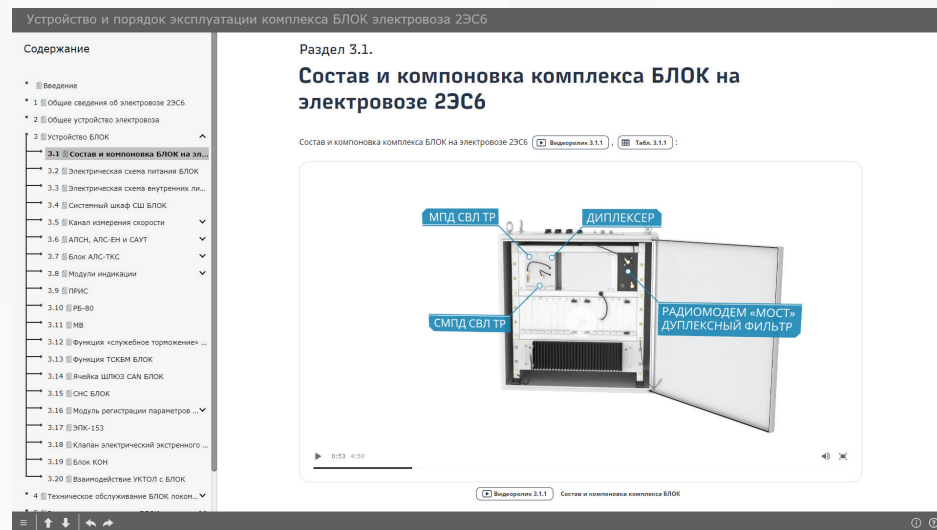 Устройство и порядок эксплуатации комплекса БЛОК электровоза 2ЭС6
Содержание
Введение
1 Общие сведения об электровозе 2ЭС6
2 Общее устройство электровоза
3 Устройство БЛОК
3.1 Состав и компоновка БЛОК на эл...
3.2 Электрическая схема питания БЛОК
3.3 Электрическая схема внутренних ли...
3.4 Системный шкаф СШ БЛОК
3.5 Канал измерения скорости
3.6 АЛСН, АЛС-ЕН и САУТ
3.7 Блок АЛС-ТКС
3.8 Модули индикации
3.9 ПРИС
3.10 РБ-80
3.11 МВ
3.12 Функция «служебное торможение» ...
3.13 Функция ТСКБМ БЛОК
3.14 Ячейка ШЛЮЗ CAN БЛОК
3.15 СНС БЛОК
3.16 Модуль регистрации параметров ...
3.17 ЭПК-153
3.18 Клапан электрический экстренного ...
3.19 Блок КОН
3.20 Взаимодействие УКТОЛ с БЛОК
4 Техническое обслуживание БЛОК локом...
Раздел 3.1.
Состав и компоновка комплекса БЛОК на
электровозе 2ЭС6
Состав и компоновка комплекса БЛОК на электровозе 2ЭС6 Видеоролик 3.1.1 , Табл. 3.1.1 :
МПД СВЛ ТР
ДИПЛЕКСЕР
СМПД СВЛ ТР
РАДИОМОДЕМ «МОСТ»
ДУПЛЕКСНЫЙ ФИЛЬТР
0:53 4:50
Видеоролик 3.1.1 Состав и компоновка комплекса БЛОК